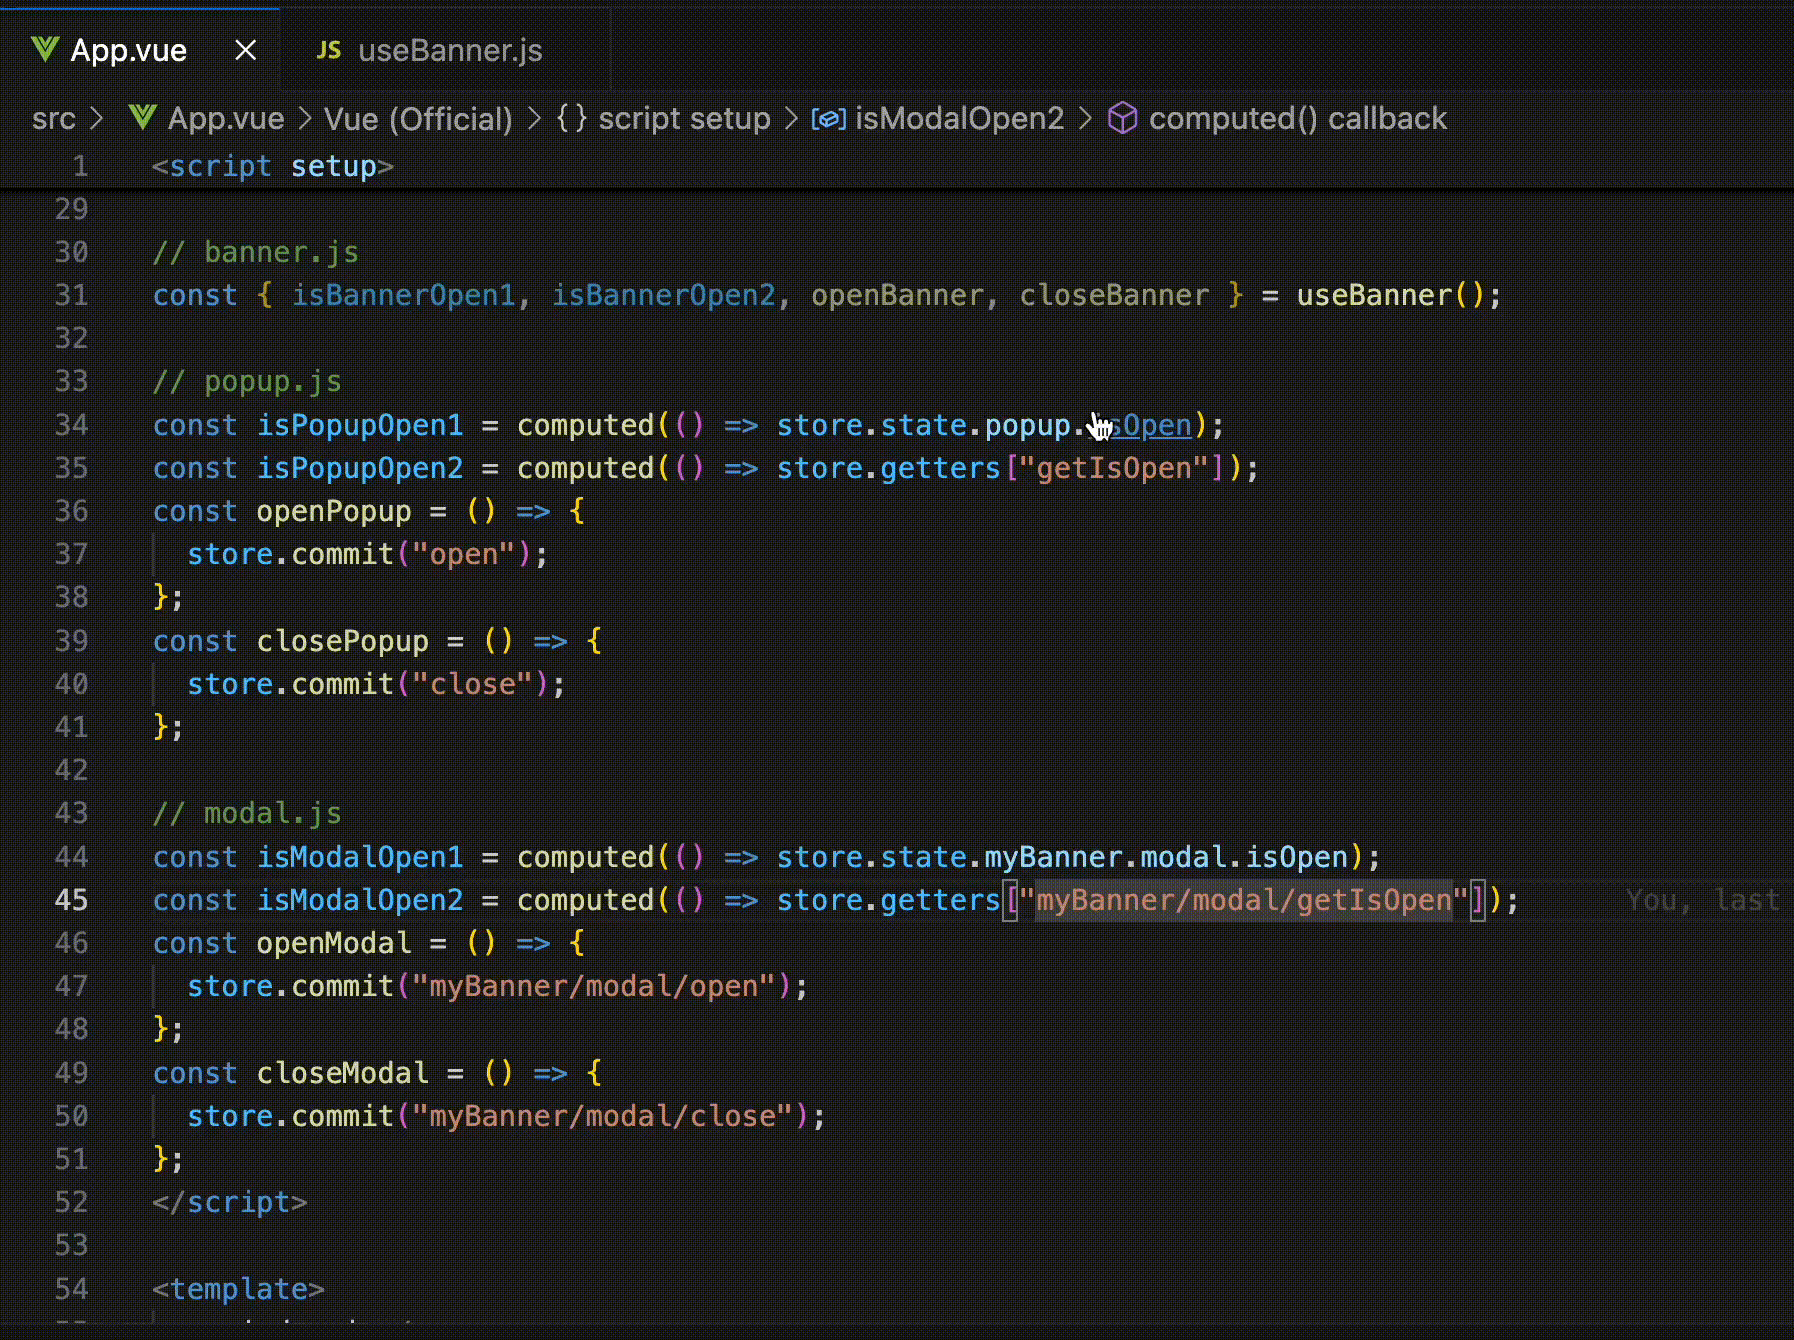 App.vue
JS useBanner.js
src > App.vue > Vue (Official) > {} script setup > isModalOpen2 > computed() callback
1 <script setup>
29
30 // banner.js
31 const { isBannerOpen1, isBannerOpen2, openBanner, closeBanner } = useBanner();
32
33 // popup.js
34 const isPopupOpen1 = computed(() => store.state.popup.isOpen);
35 const isPopupOpen2 = computed(() => store.getters["getIsOpen"]);
36 const openPopup = () => {
37 store.commit("open");
38 };
39 const closePopup = () => {
40 store.commit("close");
41 };
42
43 // modal.js
44 const isModalOpen1 = computed(() => store.state.myBanner.modal.isOpen);
45 const isModalOpen2 = computed(() => store.getters["myBanner/modal/getIsOpen"]); You, last
46 const openModal = () => {
47 store.commit("myBanner/modal/open");
48 };
49 const closeModal = () => {
50 store.commit("myBanner/modal/close");
51 };
52 </script>
53
54 <template>